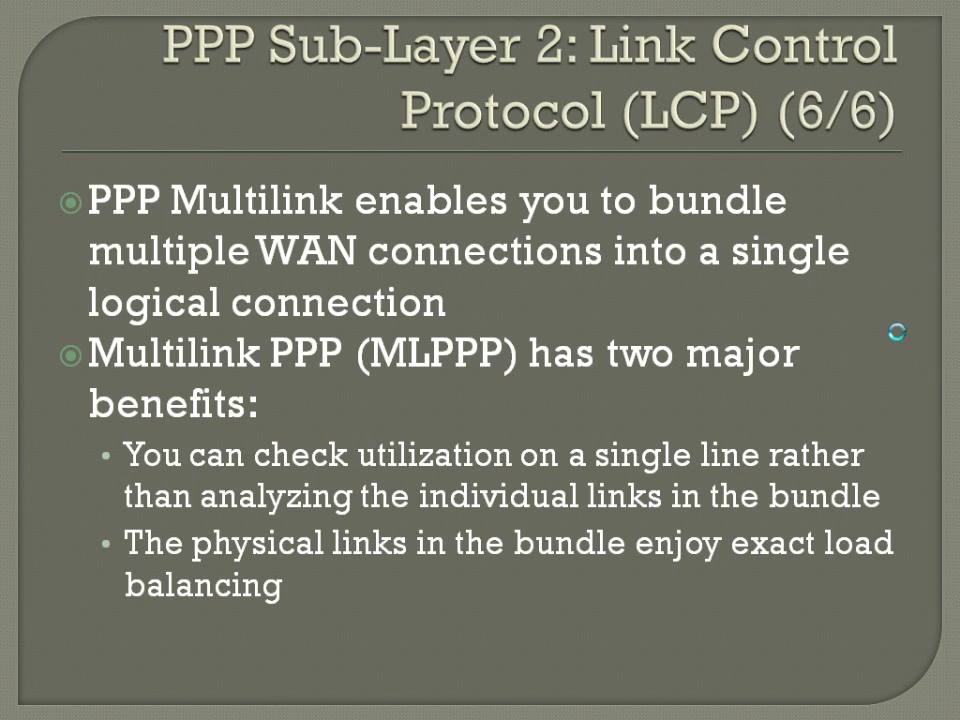 PPP Sub-Layer 2: Link Control
Protocol (LCP) (6/6)
PPP Multilink enables you to bundle
multiple WAN connections into a single
logical connection
Multilink PPP (MLPPP) has two major
benefits:
• You can check utilization on a single line rather
than analyzing the individual links in the bundle
• The physical links in the bundle enjoy exact load
balancing